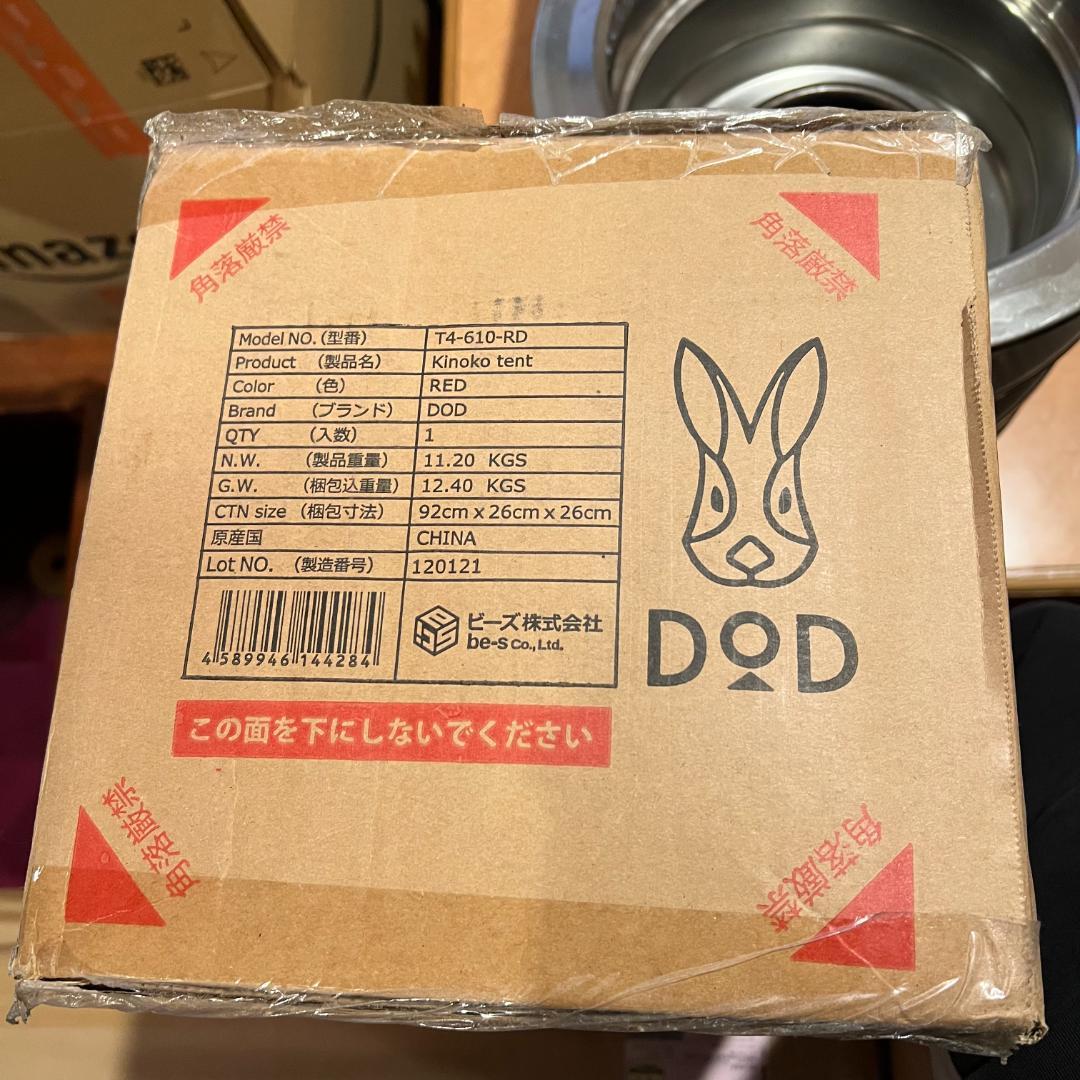 角落厳禁
角落厳禁
Model NO.（型番） T4-610-RD
Product （製品名） Kinoko tent
Color （色） RED
Brand （ブランド） DOD
QTY （入数） 1
N.W. （製品重量） 11.20 KGS
G.W. （梱包込重量） 12.40 KGS
CTN size （梱包寸法） 92cm x 26cm x 26cm
原産国 CHINA
Lot NO. （製造番号） 120121
4 589946 144284
ビーズ株式会社
be-s Co., Ltd.
DOD
この面を下にしないでください
角落厳禁
角落厳禁